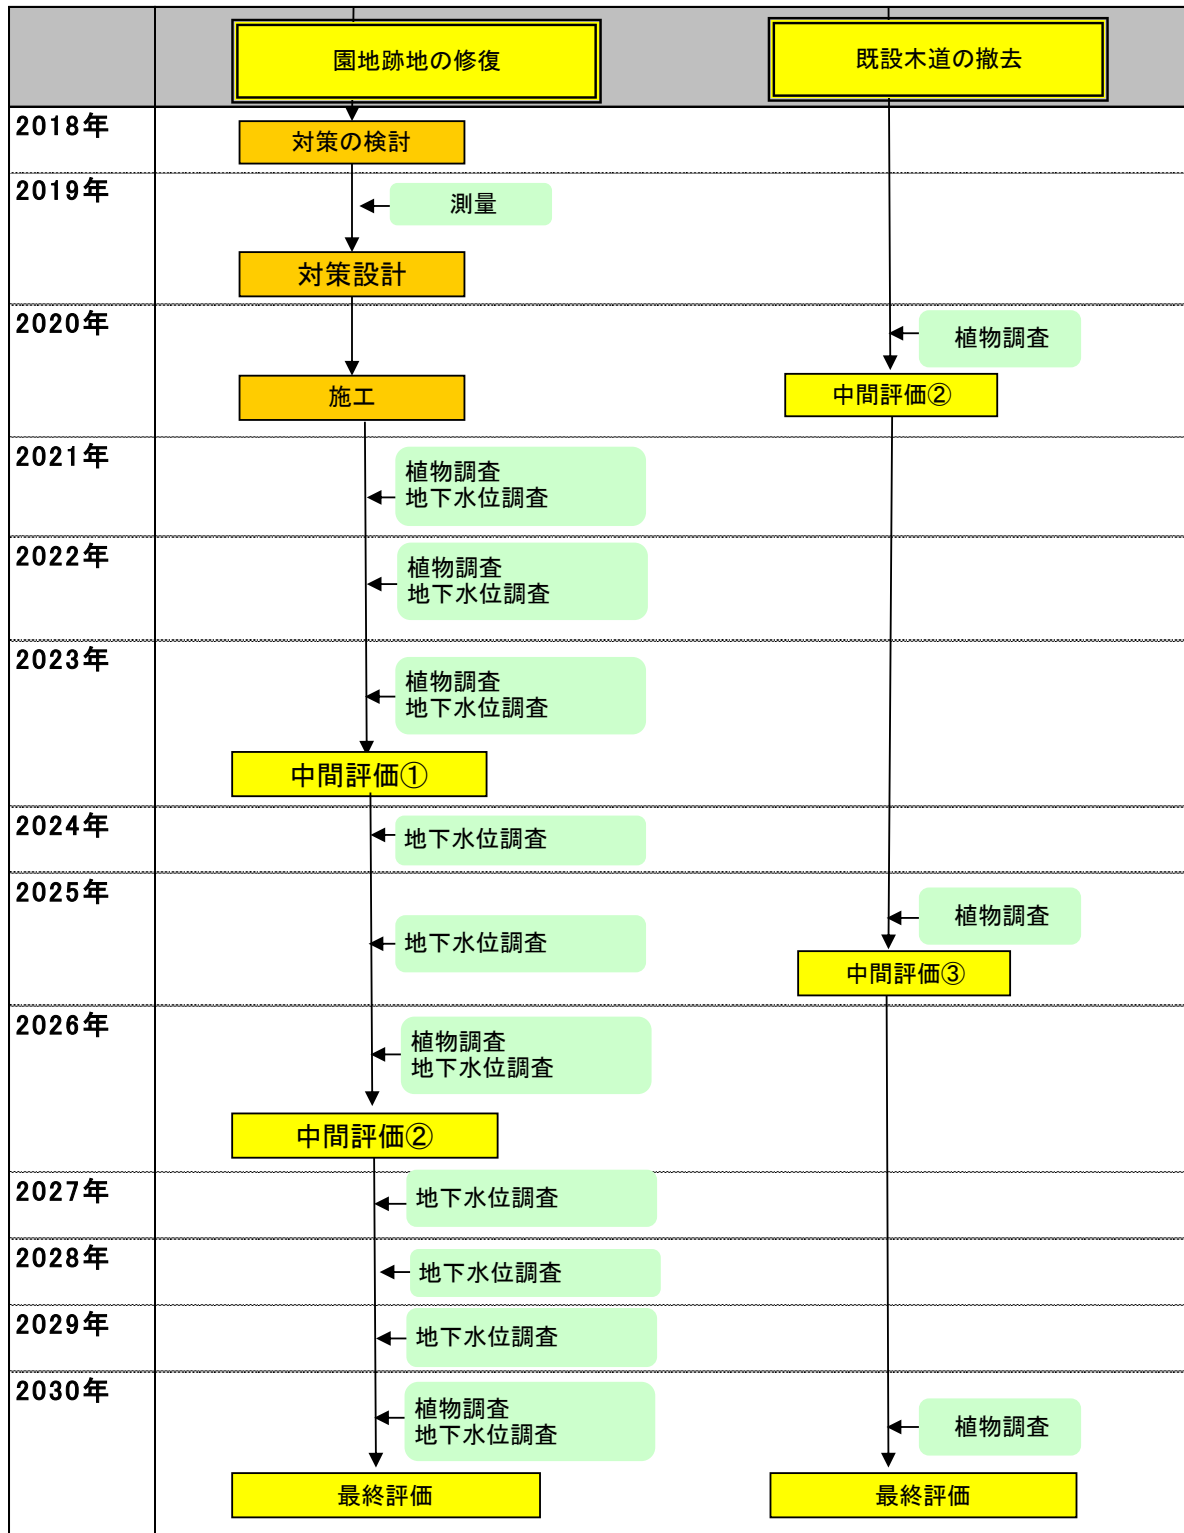 園地跡地の修復
既設木道の撤去
2018年
対策の検討
2019年
測量
対策設計
2020年
植物調査
施工
中間評価②
2021年
植物調査
地下水位調査
2022年
植物調査
地下水位調査
2023年
植物調査
地下水位調査
中間評価①
2024年
地下水位調査
2025年
植物調査
地下水位調査
中間評価③
2026年
植物調査
地下水位調査
中間評価②
2027年
地下水位調査
2028年
地下水位調査
2029年
地下水位調査
2030年
植物調査
地下水位調査
植物調査
最終評価
最終評価